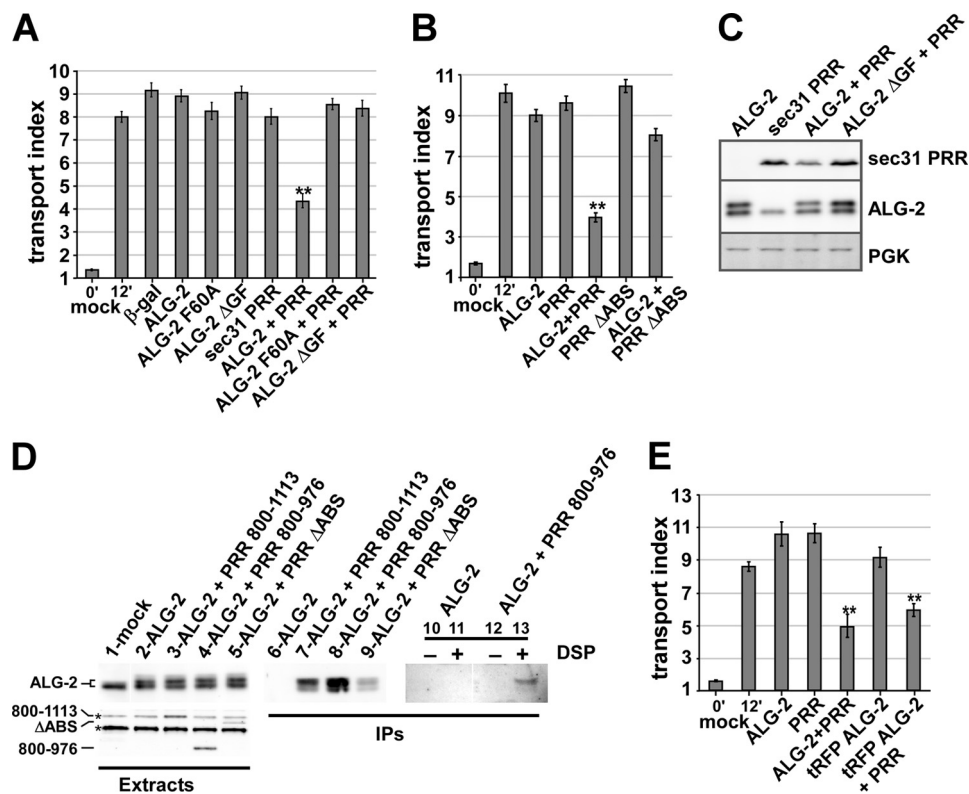 A
transport index
10
9
8
7
6
5
4
3
2
1
**
0'
12'
mock
β-gal
ALG-2
ALG-2 F60A
ALG-2 ΔGF
sec31 PRR
ALG-2 + PRR
ALG-2 F60A + PRR
ALG-2 ΔGF + PRR
B
transport index
11
9
7
5
3
1
**
0'
12'
mock
ALG-2
PRR
ALG-2+PRR
PRR ΔABS
ALG-2 +
PRR ΔABS
C
ALG-2
sec31 PRR
ALG-2 + PRR
ALG-2 ΔGF + PRR
sec31 PRR
ALG-2
PGK
D
1-mock
2-ALG-2
3-ALG-2 + PRR 800-1113
4-ALG-2 + PRR 800-976
5-ALG-2 + PRR ΔABS
6-ALG-2
7-ALG-2 + PRR 800-1113
8-ALG-2 + PRR 800-976
9-ALG-2 + PRR ΔABS
ALG-2
ALG-2 + PRR 800-976
10 11 12 13
– + – + DSP
ALG-2
800-1113 *
ΔABS *
800-976
Extracts
IPs
E
transport index
13
11
9
7
5
3
1
**
**
0'
12'
mock
ALG-2
PRR
ALG-2+PRR
tRFP ALG-2
tRFP ALG-2
+ PRR